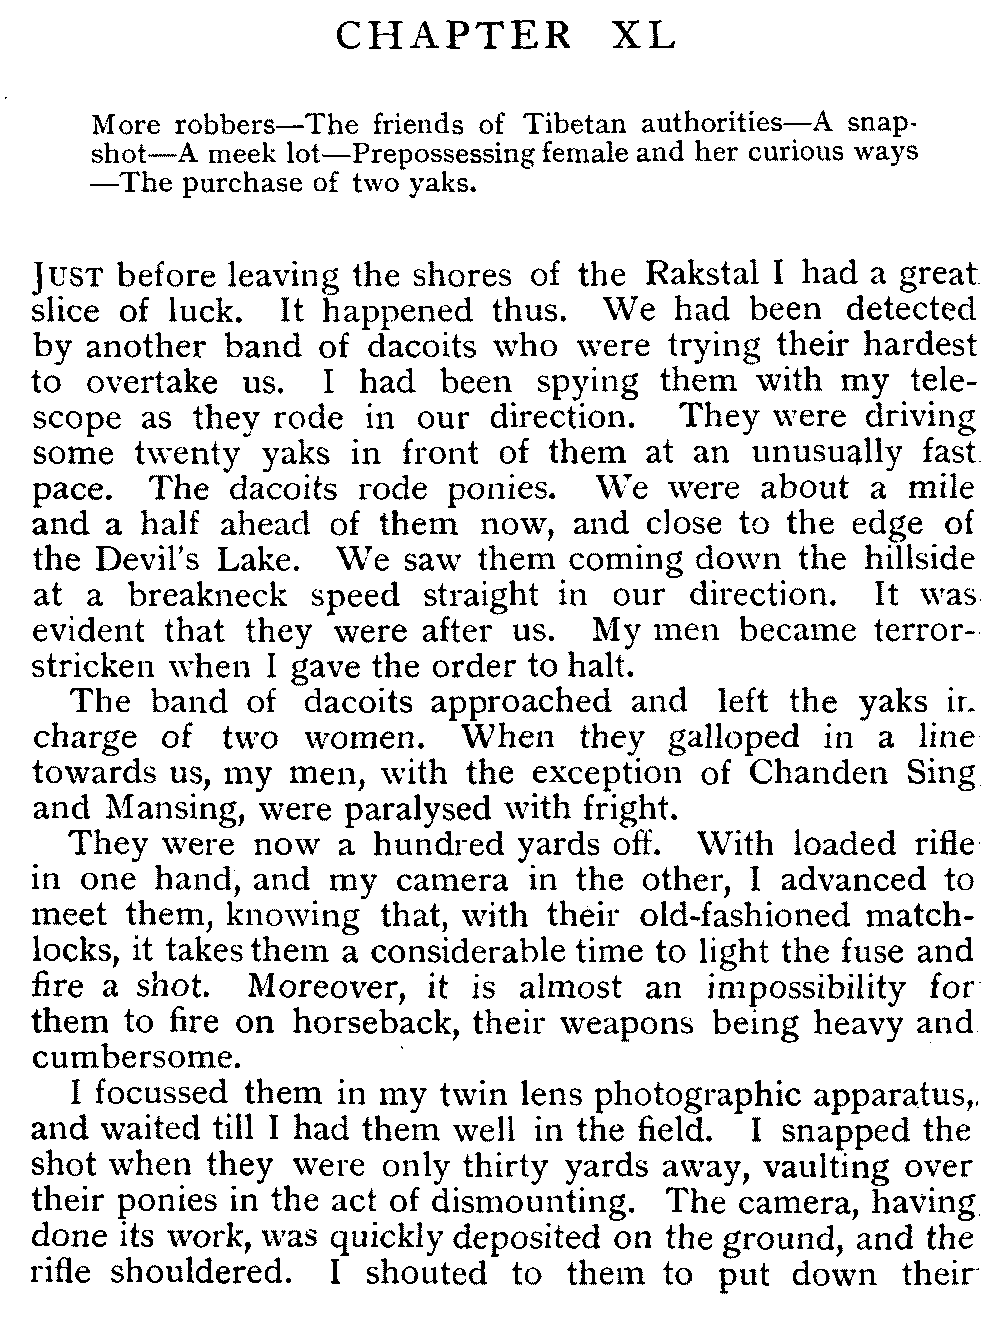 CHAPTER XL
More robbers—The friends of Tibetan authorities—A snap-
shot—A meek lot—Prepossessing female and her curious ways
—The purchase of two yaks.
JUST before leaving the shores of the Rakstal I had a great
slice of luck. It happened thus. We had been detected
by another band of dacoits who were trying their hardest
to overtake us. I had been spying them with my tele-
scope as they rode in our direction. They were driving
some twenty yaks in front of them at an unusually fast
pace. The dacoits rode ponies. We were about a mile
and a half ahead of them now, and close to the edge of
the Devil's Lake. We saw them coming down the hillside
at a breakneck speed straight in our direction. It was
evident that they were after us. My men became terror-
stricken when I gave the order to halt.
The band of dacoits approached and left the yaks in
charge of two women. When they galloped in a line
towards us, my men, with the exception of Chanden Sing
and Mansing, were paralysed with fright.
They were now a hundred yards off. With loaded rifle
in one hand, and my camera in the other, I advanced to
meet them, knowing that, with their old-fashioned match-
locks, it takes them a considerable time to light the fuse and
fire a shot. Moreover, it is almost an impossibility for
them to fire on horseback, their weapons being heavy and
cumbersome.
I focussed them in my twin lens photographic apparatus,
and waited till I had them well in the field. I snapped the
shot when they were only thirty yards away, vaulting over
their ponies in the act of dismounting. The camera, having
done its work, was quickly deposited on the ground, and the
rifle shouldered. I shouted to them to put down their